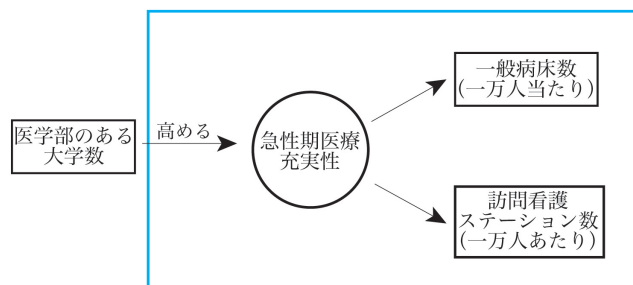 医学部のある
大学数
高める
急性期医療
充実性
一般病床数
(一万人当たり)
訪問看護
ステーション数
(一万人あたり)